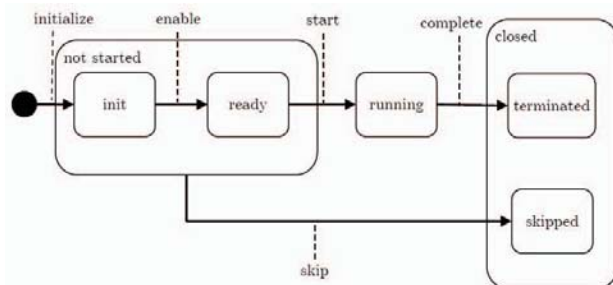 initialize
enable
start
complete
not started
closed
init
ready
running
terminated
skipped
skip